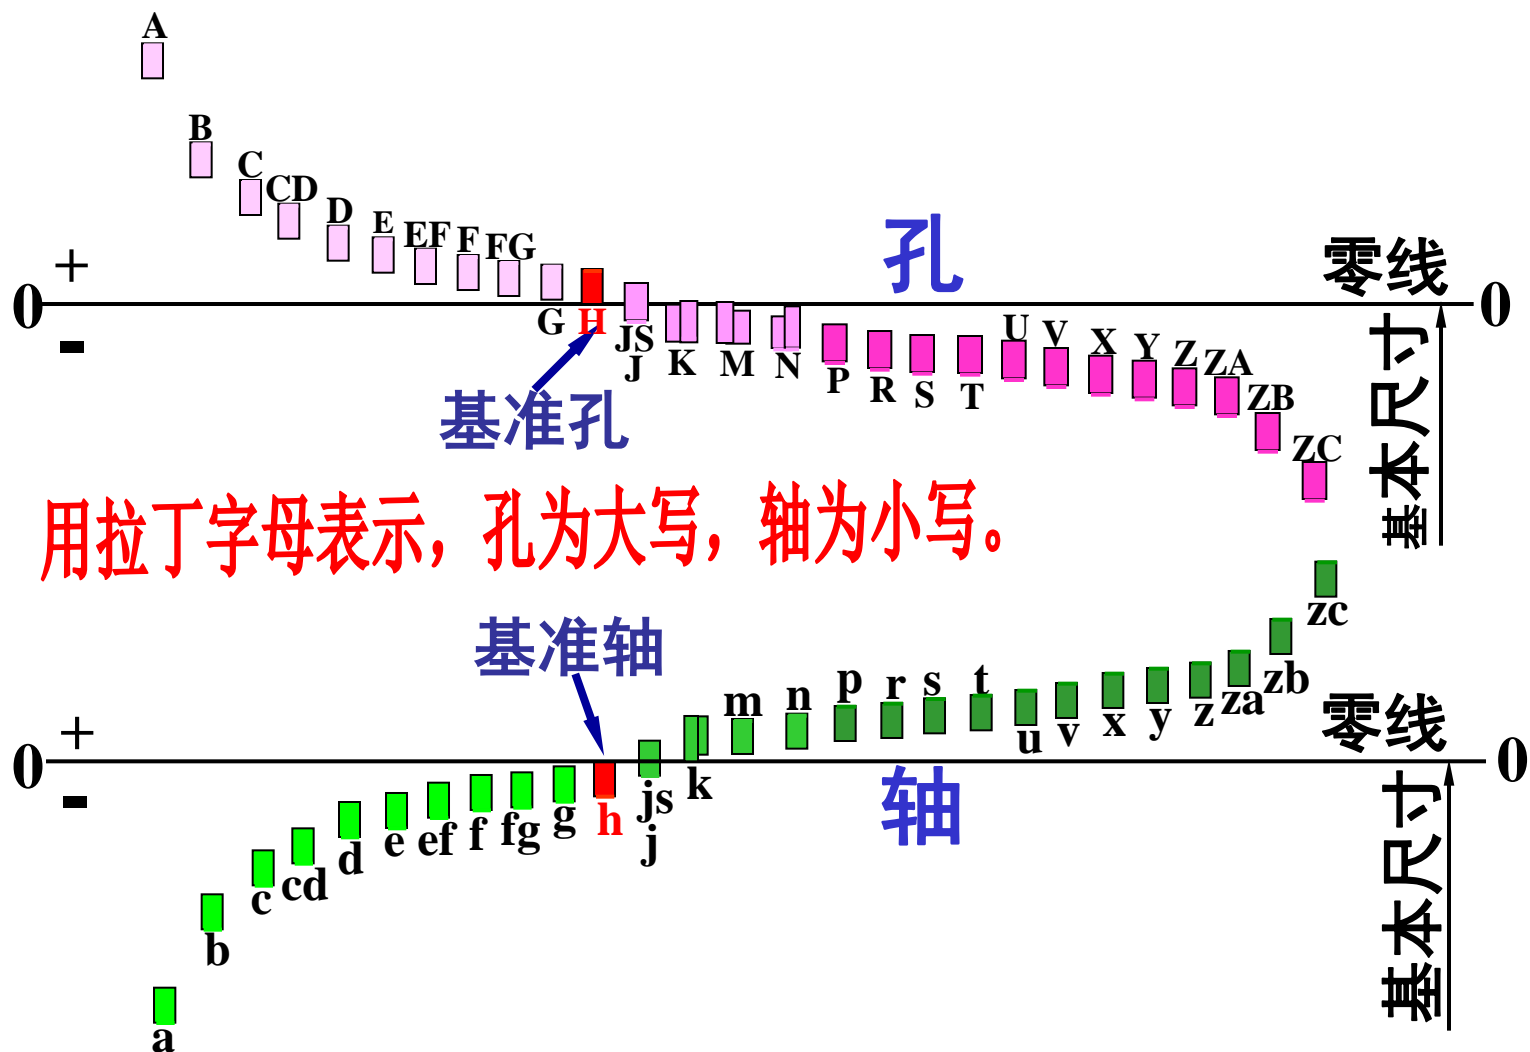 A
B
C
CD
D
E
EF
F
FG
孔
零线
+
0
0
-
G
H
JS
J
K
M
N
P
R
S
T
U
V
X
Y
Z
ZA
ZB
ZC
基准孔
基本尺寸
用拉丁字母表示，孔为大写，轴为小写。
基准轴
zc
zb
za
z
y
x
v
u
t
s
r
p
n
m
k
零线
+
0
0
-
js
j
h
g
fg
f
ef
e
d
cd
c
b
a
轴
基本尺寸